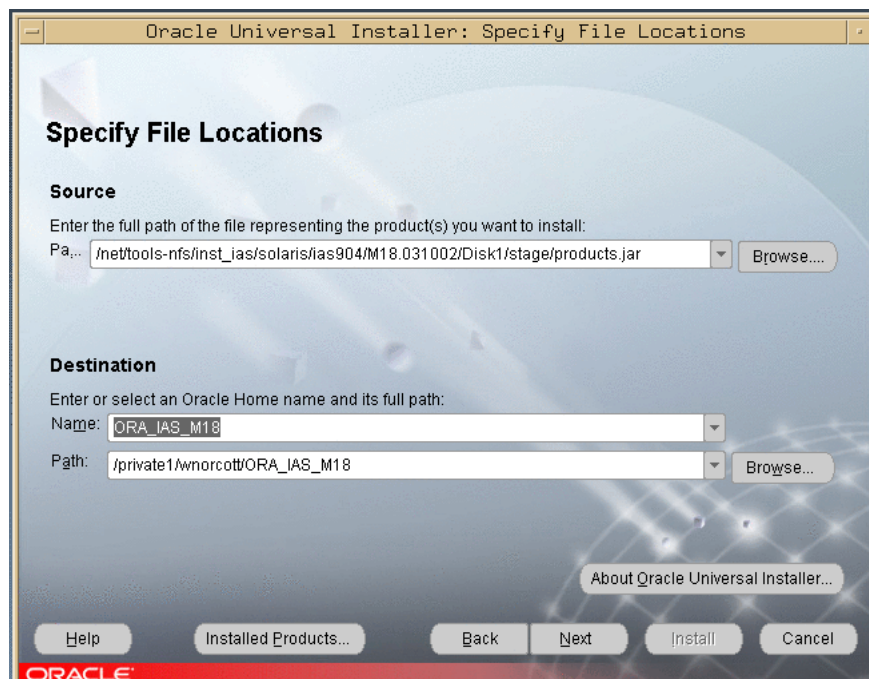 Oracle Universal Installer: Specify File Locations
Specify File Locations
Source
Enter the full path of the file representing the product(s) you want to install:
Pa... /net/tools-nfs/inst_ias/solaris/ias904/M18.031002/Disk1/stage/products.jar Browse....
Destination
Enter or select an Oracle Home name and its full path:
Name: ORA_IAS_M18
Path: /private1/wnorcott/ORA_IAS_M18 Browse...
About Oracle Universal Installer...
Help Installed Products... Back Next Install Cancel
ORACLE